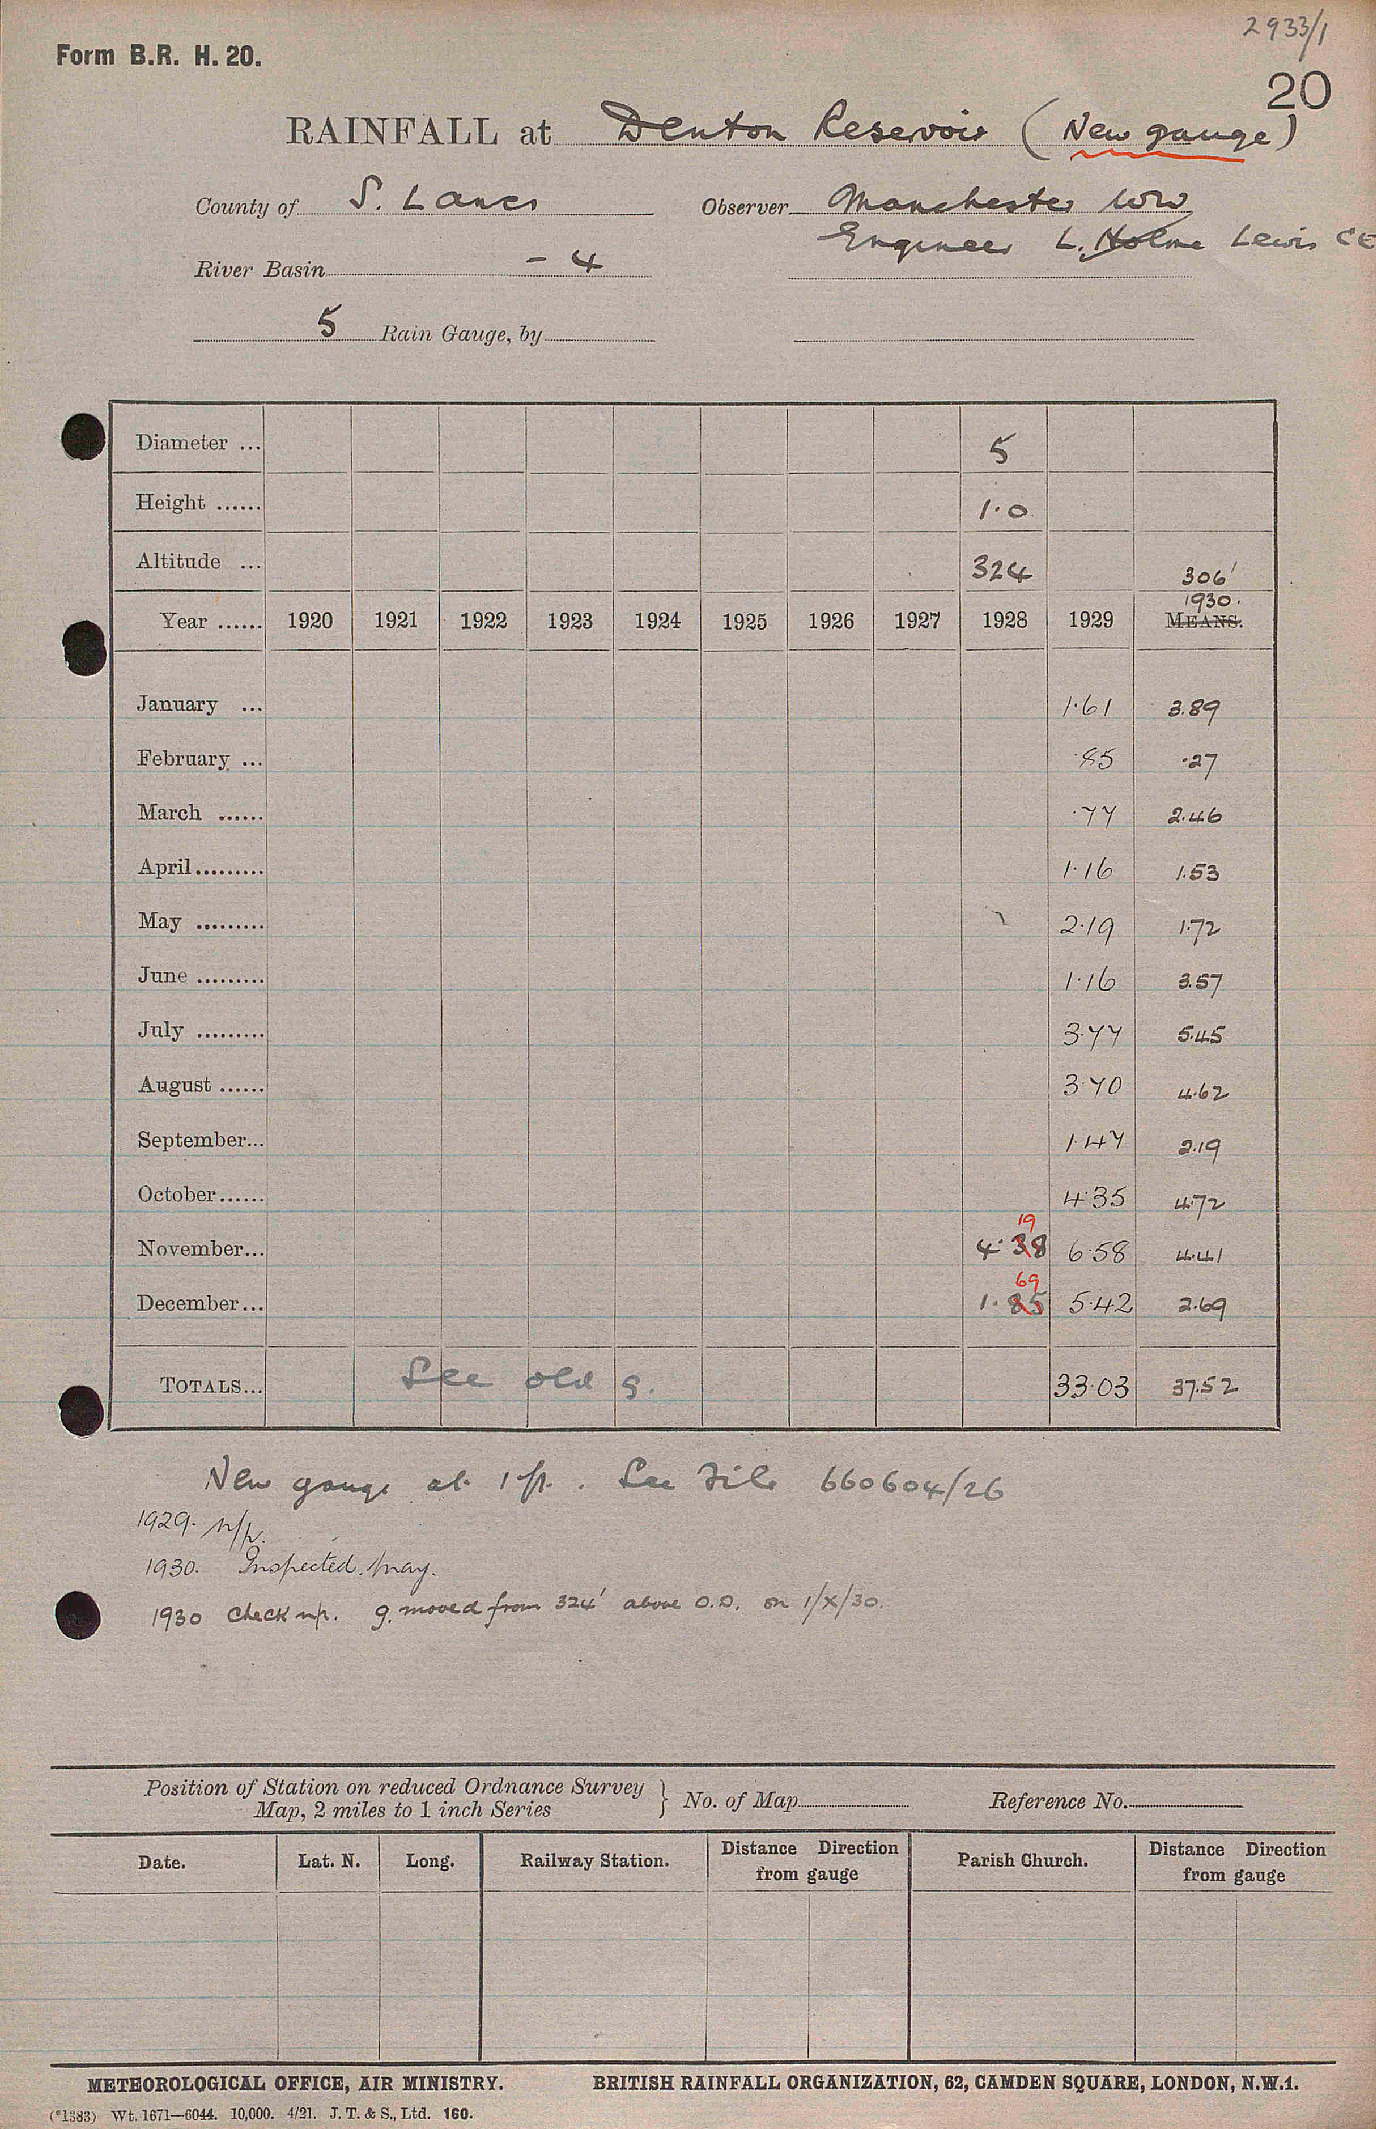 2933/1
Form B.R. H. 20.
20
RAINFALL at Denton Reservoir (New gauge)
County of S. Lancs Observer Manchester WW
Engineer L. Holme Lewis CE
River Basin - 4
5 Rain Gauge, by
Diameter ... 5
Height ...... 1.0
Altitude ... 324 306'
1930.
Year ...... 1920 1921 1922 1923 1924 1925 1926 1927 1928 1929 MEANS.
January ... 1.61 3.89
February ... .85 .27
March ...... .77 2.46
April......... 1.16 1.53
May ......... 2.19 1.72
June ......... 1.16 3.57
July ......... 3.77 5.45
August ...... 3.70 4.62
September... 1.47 2.19
October...... 4.35 4.72
19
November... 4.38 6.58 4.41
69
December... 1.85 5.42 2.69
TOTALS... See old g. 33.03 37.52
New gauge at 1 ft. See File 660604/26
1929. n/p.
1930. Inspected. May.
1930 check n/p. g. moved from 324' above O.D. on 1/X/30.
Position of Station on reduced Ordnance Survey
Map, 2 miles to 1 inch Series } No. of Map Reference No.
Date. Lat. N. Long. Railway Station. Distance Direction from gauge Parish Church. Distance Direction from gauge
METEOROLOGICAL OFFICE, AIR MINISTRY. BRITISH RAINFALL ORGANIZATION, 62, CAMDEN SQUARE, LONDON, N.W.1.
(*1383) Wt. 1671—6044. 10,000. 4/21. J. T. & S., Ltd. 160.